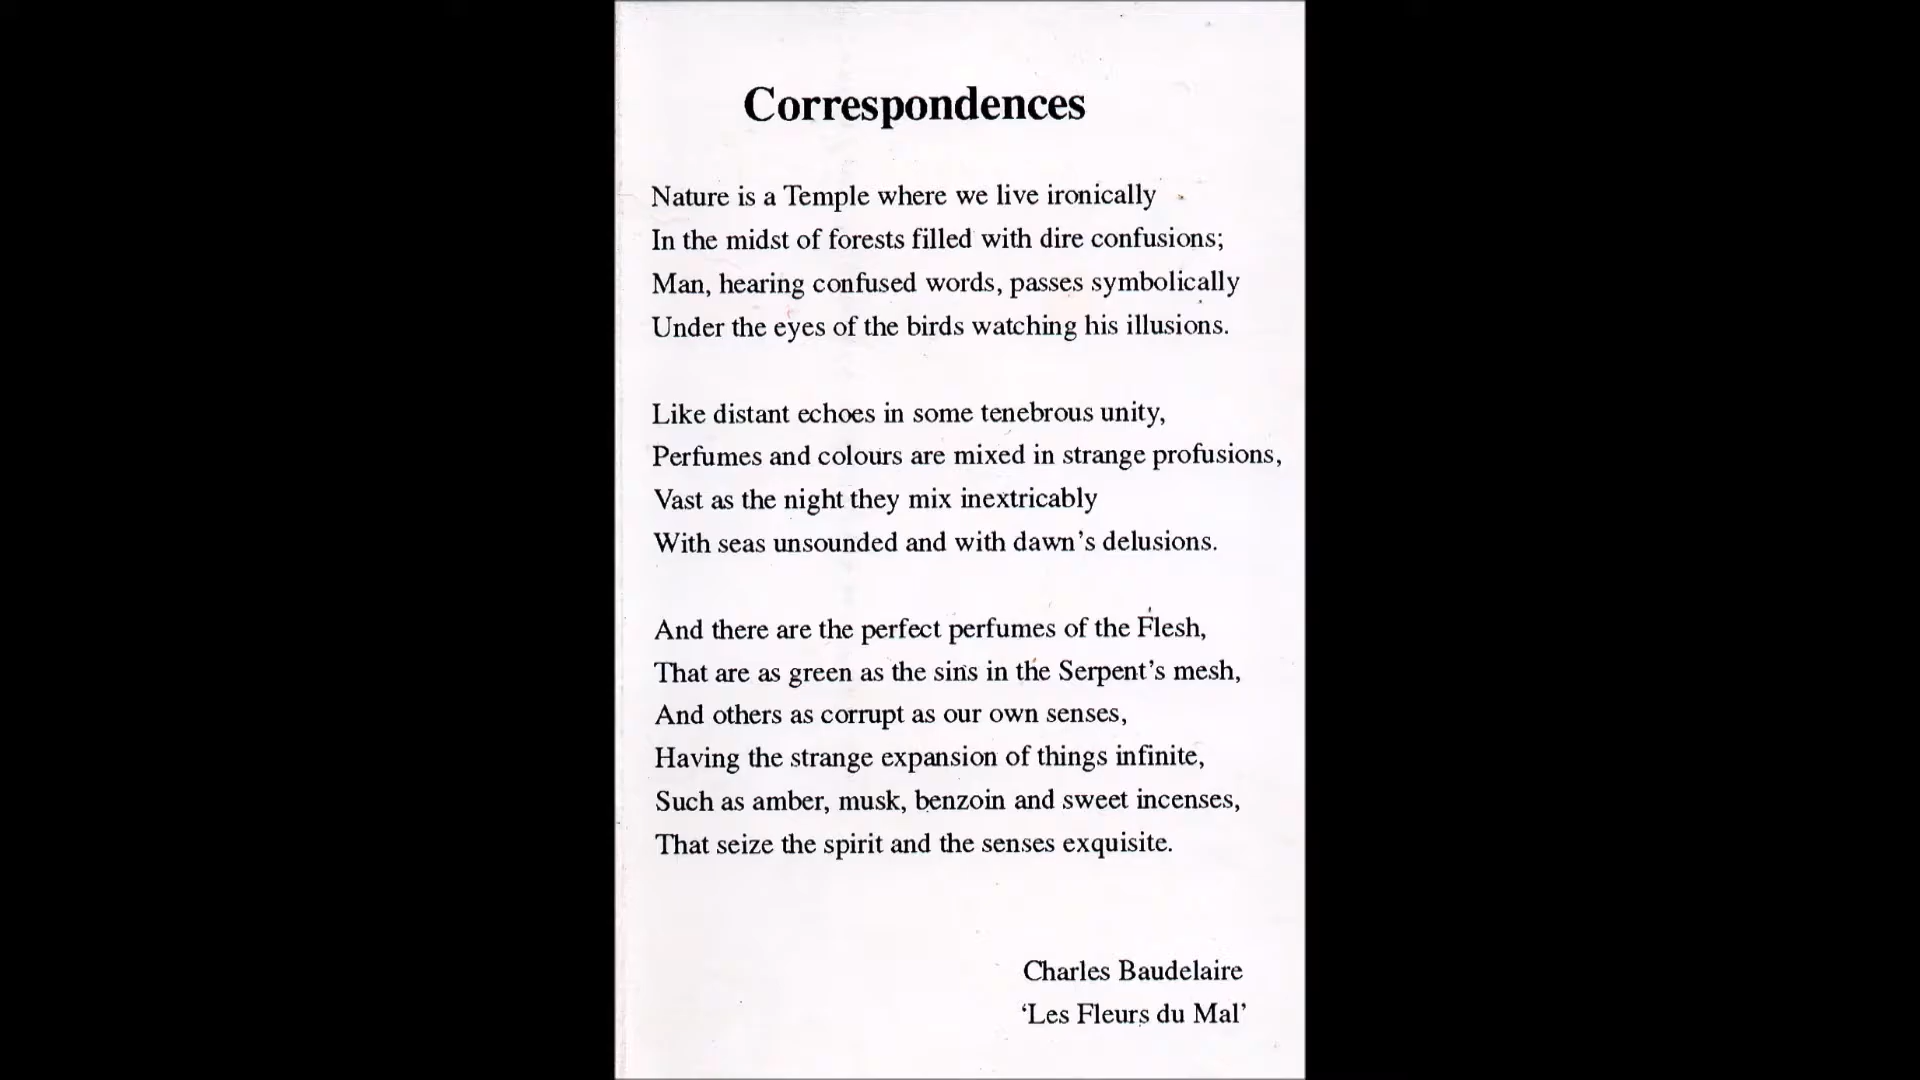 Correspondences
Nature is a Temple where we live ironically
In the midst of forests filled with dire confusions;
Man, hearing confused words, passes symbolically
Under the eyes of the birds watching his illusions.
Like distant echoes in some tenebrous unity,
Perfumes and colours are mixed in strange profusions,
Vast as the night they mix inextricably
With seas unsounded and with dawn's delusions.
And there are the perfect perfumes of the Flesh,
That are as green as the sins in the Serpent's mesh,
And others as corrupt as our own senses,
Having the strange expansion of things infinite,
Such as amber, musk, benzoin and sweet incenses,
That seize the spirit and the senses exquisite.
Charles Baudelaire
‘Les Fleurs du Mal’